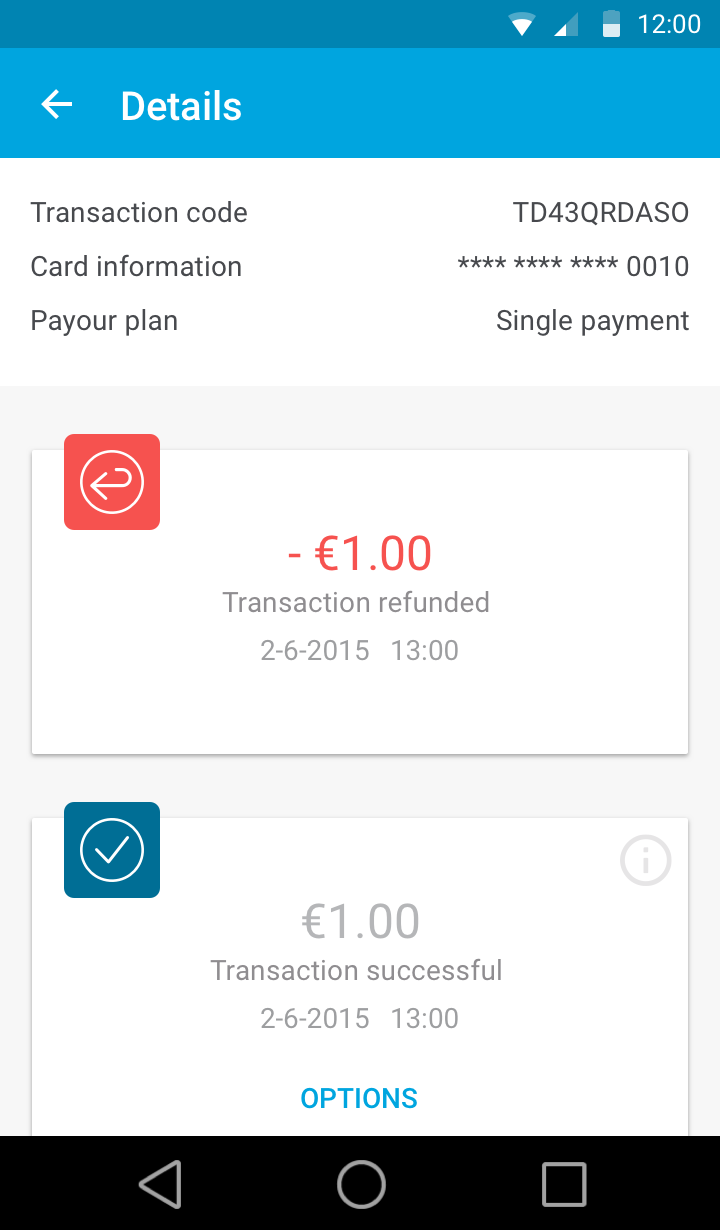 12:00
Details
Transaction code TD43QRDASO
Card information **** **** **** 0010
Payour plan Single payment
- €1.00
Transaction refunded
2-6-2015 13:00
€1.00
Transaction successful
2-6-2015 13:00
OPTIONS